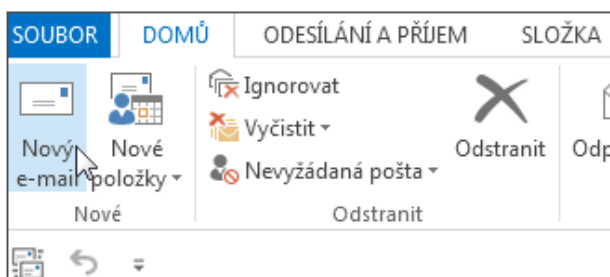 SOUBOR DOMŮ ODESÍLÁNÍ A PŘÍJEM SLOŽKA
Nový
e-mail
Nové
položky
Ignorovat
Vyčistit
Nevyžádaná pošta
Odstranit
Nové
Odstranit